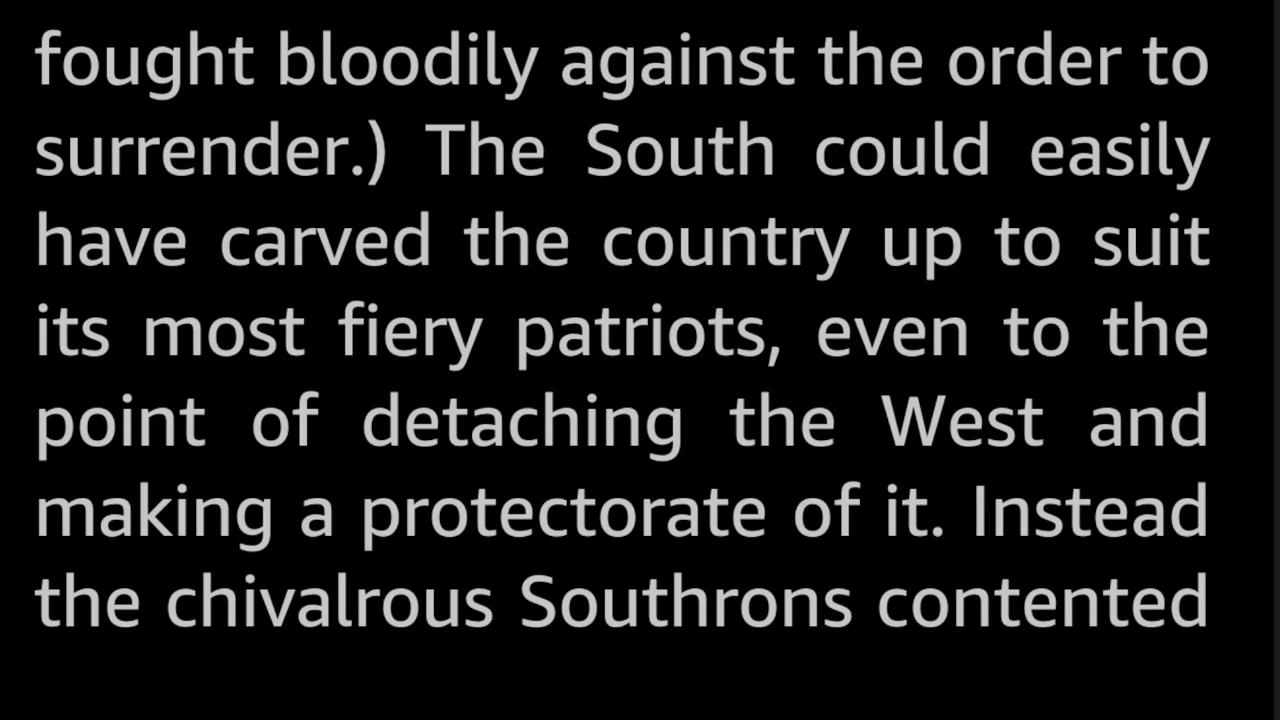 fought bloodily against the order to
surrender.) The South could easily
have carved the country up to suit
its most fiery patriots, even to the
point of detaching the West and
making a protectorate of it. Instead
the chivalrous Southrons contented